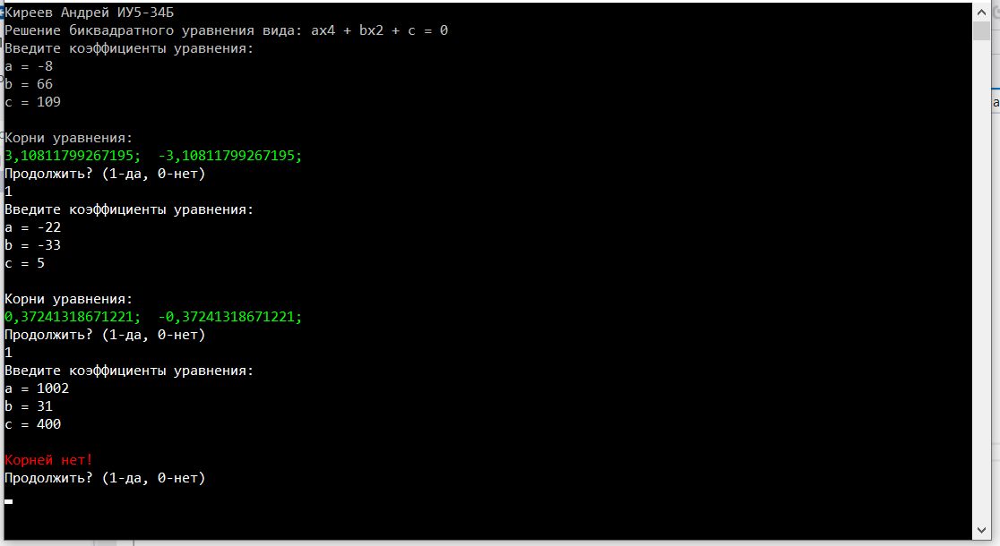 Киреев Андрей ИУ5-34Б
Решение биквадратного уравнения вида: ax4 + bx2 + c = 0
Введите коэффициенты уравнения:
a = -8
b = 66
c = 109
Корни уравнения:
3,10811799267195;  -3,10811799267195;
Продолжить? (1-да, 0-нет)
1
Введите коэффициенты уравнения:
a = -22
b = -33
c = 5
Корни уравнения:
0,37241318671221;  -0,37241318671221;
Продолжить? (1-да, 0-нет)
1
Введите коэффициенты уравнения:
a = 1002
b = 31
c = 400
Корней нет!
Продолжить? (1-да, 0-нет)